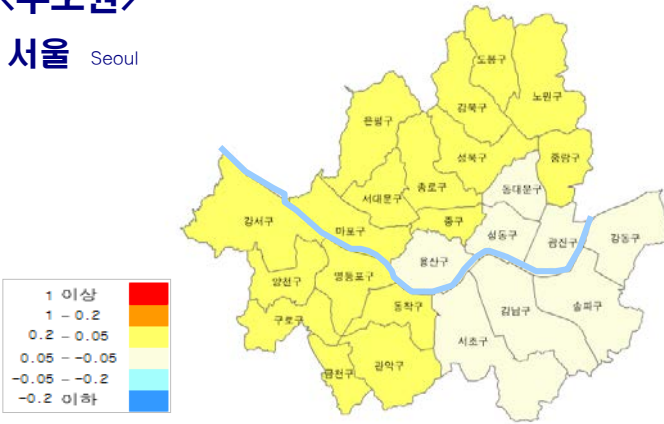 <수도권>
서울 Seoul
도봉구
노원구
강북구
은평구
성북구
중랑구
종로구
동대문구
서대문구
중구
강서구
마포구
성동구
광진구
강동구
용산구
양천구
영등포구
동작구
송파구
강남구
구로구
서초구
금천구
관악구
1 이상
1 – 0.2
0.2 – 0.05
0.05 – –0.05
–0.05 – –0.2
–0.2 이하